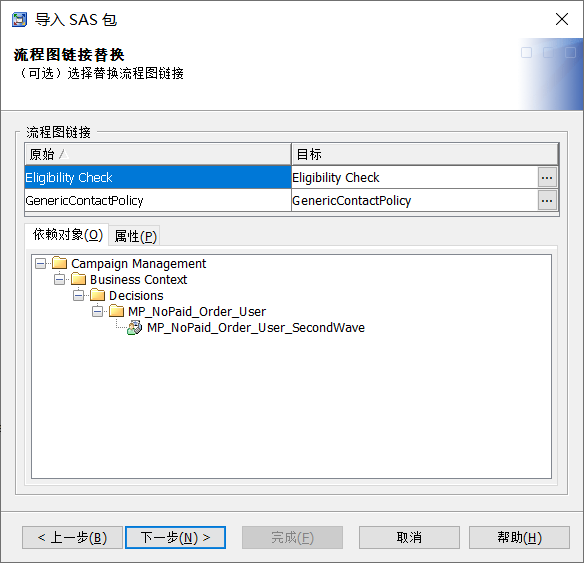 导入 SAS 包
流程图链接替换
（可选）选择替换流程图链接
流程图链接
原始 目标
Eligibility Check Eligibility Check ...
GenericContactPolicy GenericContactPolicy ...
依赖对象(O) 属性(P)
Campaign Management
Business Context
Decisions
MP_NoPaid_Order_User
MP_NoPaid_Order_User_SecondWave
< 上一步(B) 下一步(N) > 完成(F) 取消 帮助(H)